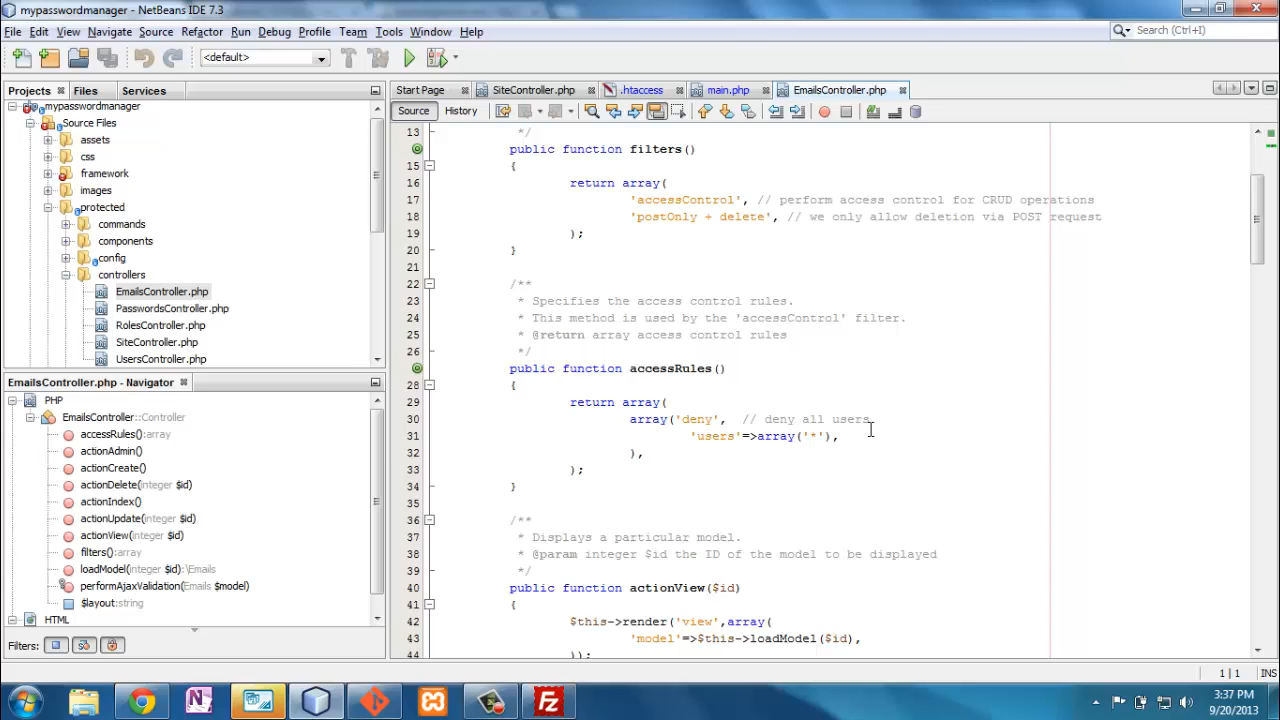 mypasswordmanager - NetBeans IDE 7.3
File Edit View Navigate Source Refactor Run Debug Profile Team Tools Window Help
Search (Ctrl+I)
<default>
Projects Files Services
Start Page SiteController.php .htaccess main.php EmailsController.php
Source History
mypasswordmanager
Source Files
assets
css
framework
images
protected
commands
components
config
controllers
EmailsController.php
PasswordsController.php
RolesController.php
SiteController.php
UsersController.php
EmailsController.php - Navigator
PHP
EmailsController::Controller
accessRules():array
actionAdmin()
actionCreate()
actionDelete(integer $id)
actionIndex()
actionUpdate(integer $id)
actionView(integer $id)
filters():array
loadModel(integer $id):\Emails
performAjaxValidation(Emails $model)
$layout:string
HTML
Filters:
13 */
public function filters()
15 {
16 return array(
17 'accessControl', // perform access control for CRUD operations
18 'postOnly + delete', // we only allow deletion via POST request
19 );
20 }
21
22 /**
23 * Specifies the access control rules.
24 * This method is used by the 'accessControl' filter.
25 * @return array access control rules
26 */
public function accessRules()
28 {
29 return array(
30 array('deny', // deny all users
31 'users'=>array('*'),
32 ),
33 );
34 }
35
36 /**
37 * Displays a particular model.
38 * @param integer $id the ID of the model to be displayed
39 */
40 public function actionView($id)
41 {
42 $this->render('view',array(
43 'model'=>$this->loadModel($id),
44 ));
1 | 1 INS
3:37 PM
9/20/2013